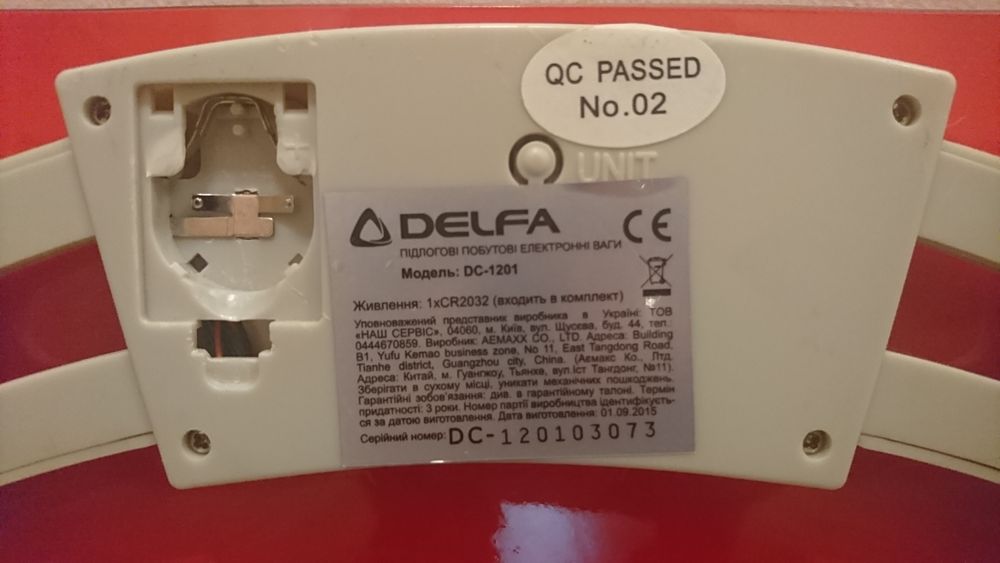 QC PASSED
No.02
UNIT
DELFA CE
ПІДЛОГОВІ ПОБУТОВІ ЕЛЕКТРОННІ ВАГИ
Модель: DC-1201
Живлення: 1xCR2032 (входить в комплект)
Уповноважений представник виробника в Україні: ТОВ
«НАШ СЕРВІС», 04060, м. Київ, вул. Щусєва, буд. 44, тел.
0444670859. Виробник: AEMAXX CO., LTD. Адреса: Building
B1, Yufu Kemao business zone, No 11, East Tangdong Road,
Tianhe district, Guangzhou city, China. (Аемакс Ко., Лтд.
Адреса: Китай, м. Гуангжоу, Тьянхе, вул.Іст Тангдонг, №11).
Зберігати в сухому місці, уникати механічних пошкоджень.
Гарантійні зобов'язання: див. в гарантійному талоні. Термін
придатності: 3 роки. Номер партії виробництва ідентифікуєть-
ся за датою виготовлення. Дата виготовлення: 01.09.2015
Серійний номер: DC-120103073